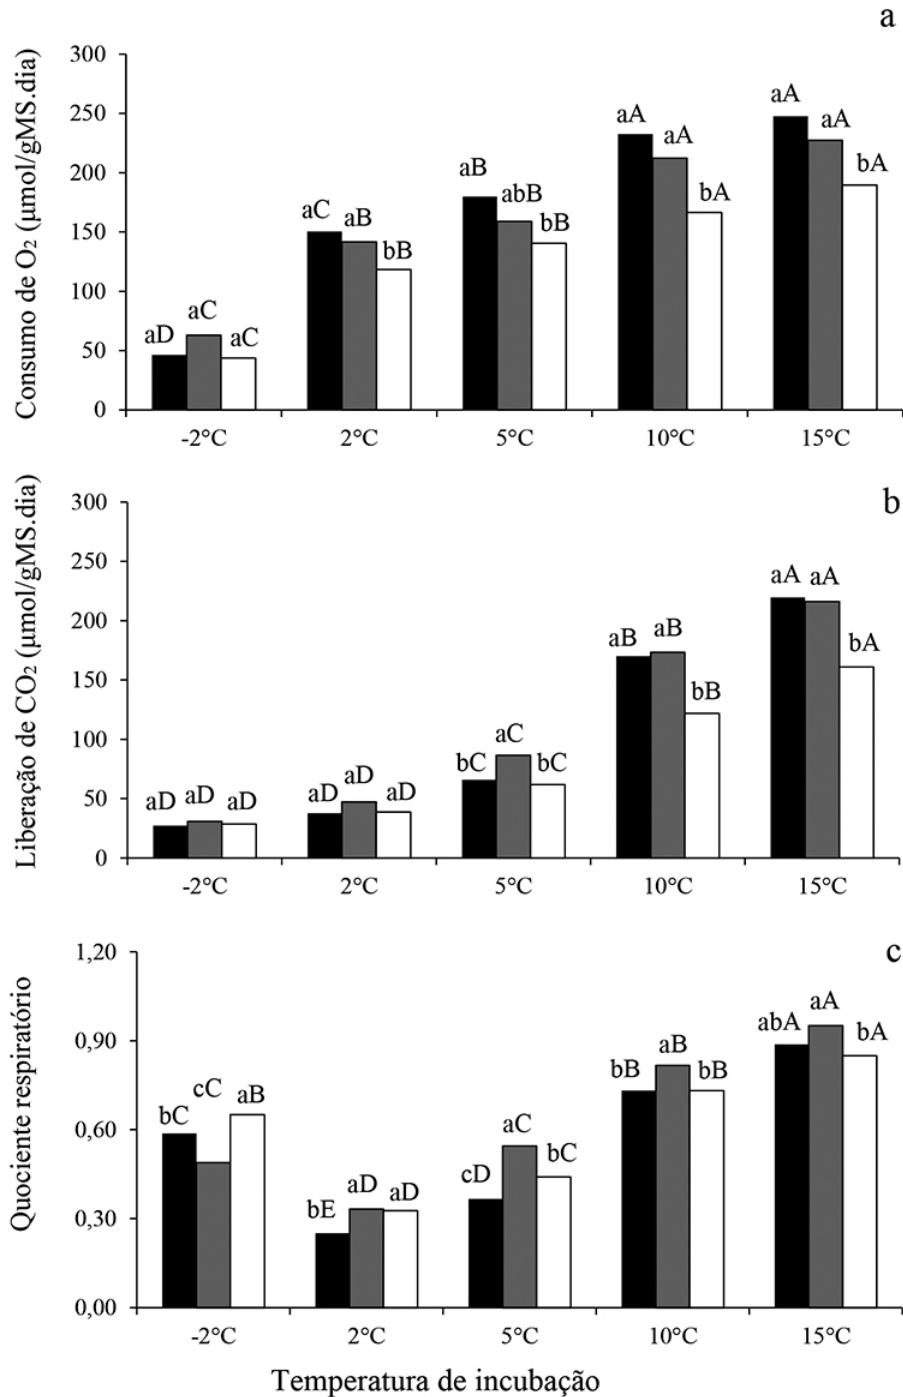 a
Consumo de O₂ (μmol/gMS.dia)
300
250
200
150
100
50
0
aD aC aC
aC aB bB
aB abB bB
aA aA bA
aA aA bA
-2°C 2°C 5°C 10°C 15°C
b
Liberação de CO₂ (μmol/gMS.dia)
300
250
200
150
100
50
0
aD aD aD
aD aD aD
bC aC bC
aB aB bB
aA aA bA
-2°C 2°C 5°C 10°C 15°C
c
Quociente respiratório
1,20
0,90
0,60
0,30
0,00
bC cC aB
bE aD aD
cD aC bC
bB aB bB
abA aA bA
-2°C 2°C 5°C 10°C 15°C
Temperatura de incubação